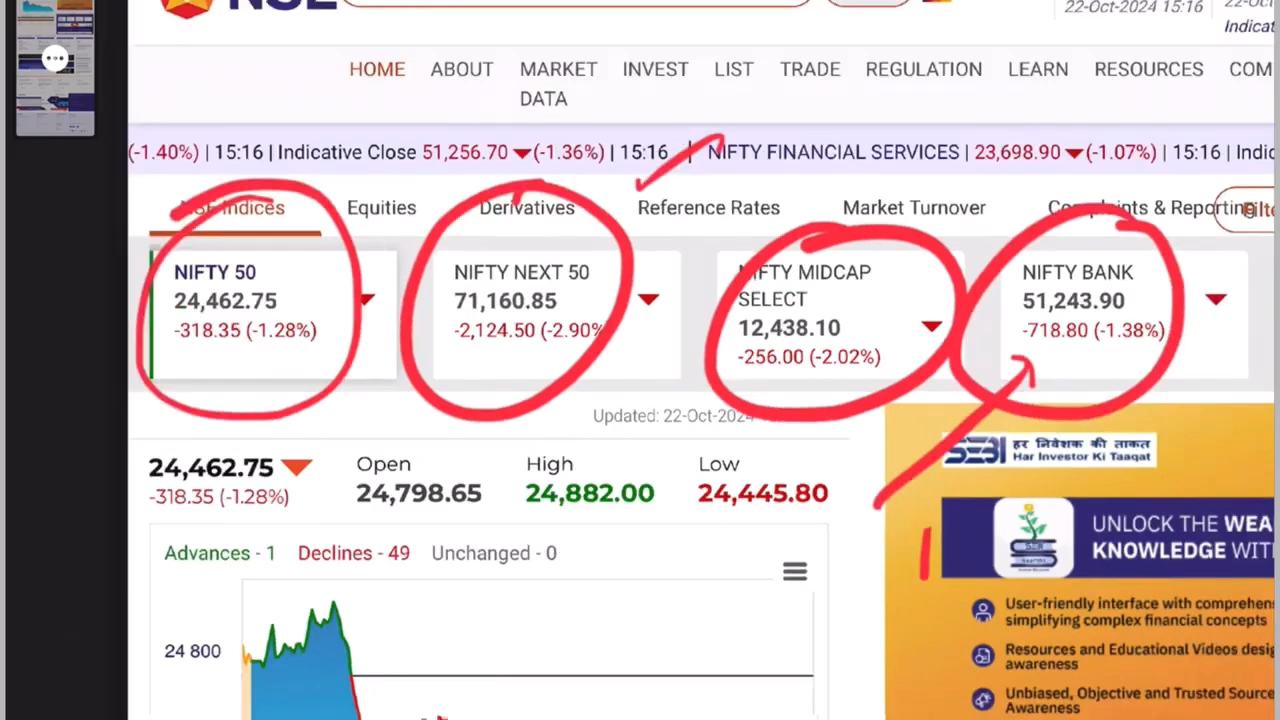 NSE
22-Oct-2024 15:16
HOME ABOUT MARKET DATA INVEST LIST TRADE REGULATION LEARN RESOURCES
(-1.40%) | 15:16 | Indicative Close 51,256.70 (-1.36%) | 15:16 | NIFTY FINANCIAL SERVICES | 23,698.90 (-1.07%) | 15:16 |
NSE Indices Equities Derivatives Reference Rates Market Turnover Complaints & Reporting
NIFTY 50
24,462.75
-318.35 (-1.28%)
NIFTY NEXT 50
71,160.85
-2,124.50 (-2.90%
NIFTY MIDCAP
SELECT
12,438.10
-256.00 (-2.02%)
NIFTY BANK
51,243.90
-718.80 (-1.38%)
Updated: 22-Oct-2024
24,462.75
-318.35 (-1.28%)
Open
24,798.65
High
24,882.00
Low
24,445.80
Advances - 1 Declines - 49 Unchanged - 0
24 800
SEBI
हर निवेशक की ताकत
Har Investor Ki Taaqat
UNLOCK THE
KNOWLEDGE
User-friendly interface with
simplifying complex financial concepts
Resources and Educational Videos
awareness
Unbiased, Objective and Trusted
Awareness